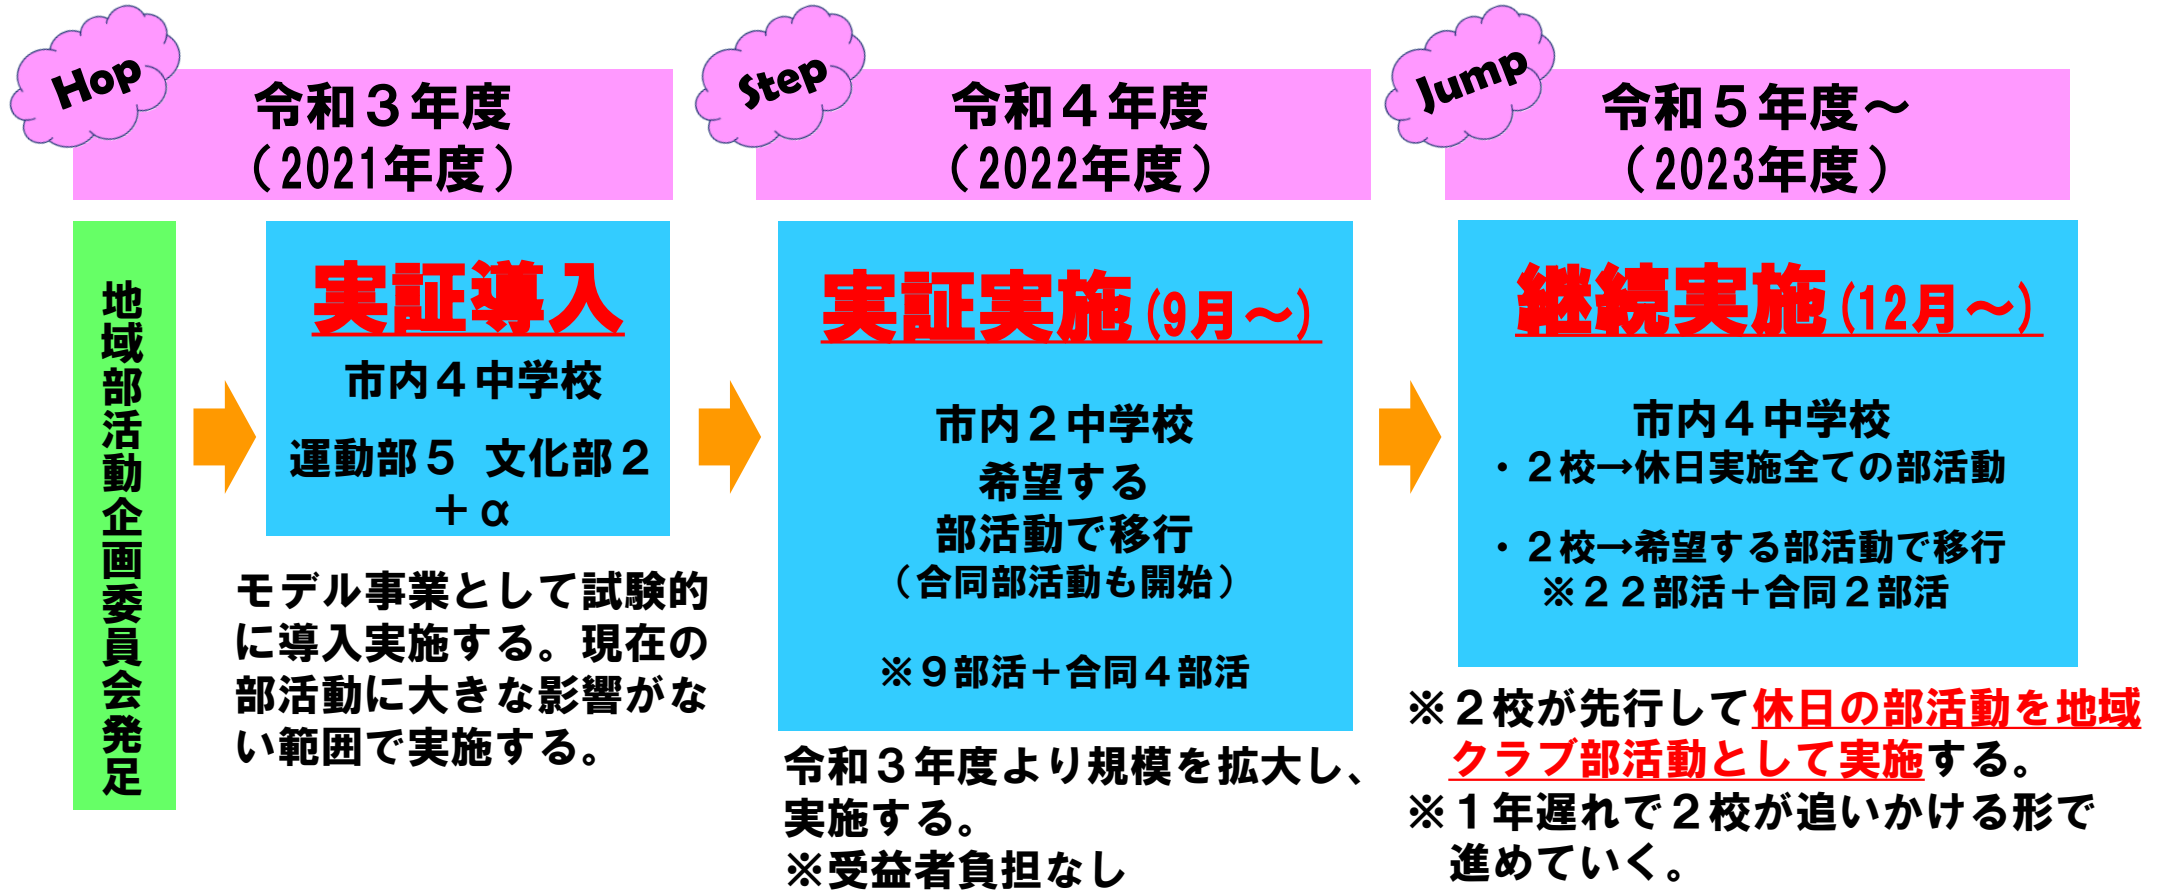 Hop
令和３年度
（2021年度）
地域部活動企画委員会発足
実証導入
市内４中学校
運動部５ 文化部２
＋α
モデル事業として試験的
に導入実施する。現在の
部活動に大きな影響がな
い範囲で実施する。
Step
令和４年度
（2022年度）
実証実施(9月～)
市内２中学校
希望する
部活動で移行
（合同部活動も開始）
※９部活＋合同４部活
令和３年度より規模を拡大し、
実施する。
※受益者負担なし
Jump
令和５年度～
（2023年度）
継続実施(12月～)
市内４中学校
・２校→休日実施全ての部活動
・２校→希望する部活動で移行
※２２部活＋合同２部活
※２校が先行して休日の部活動を地域
クラブ部活動として実施する。
※１年遅れで２校が追いかける形で
進めていく。